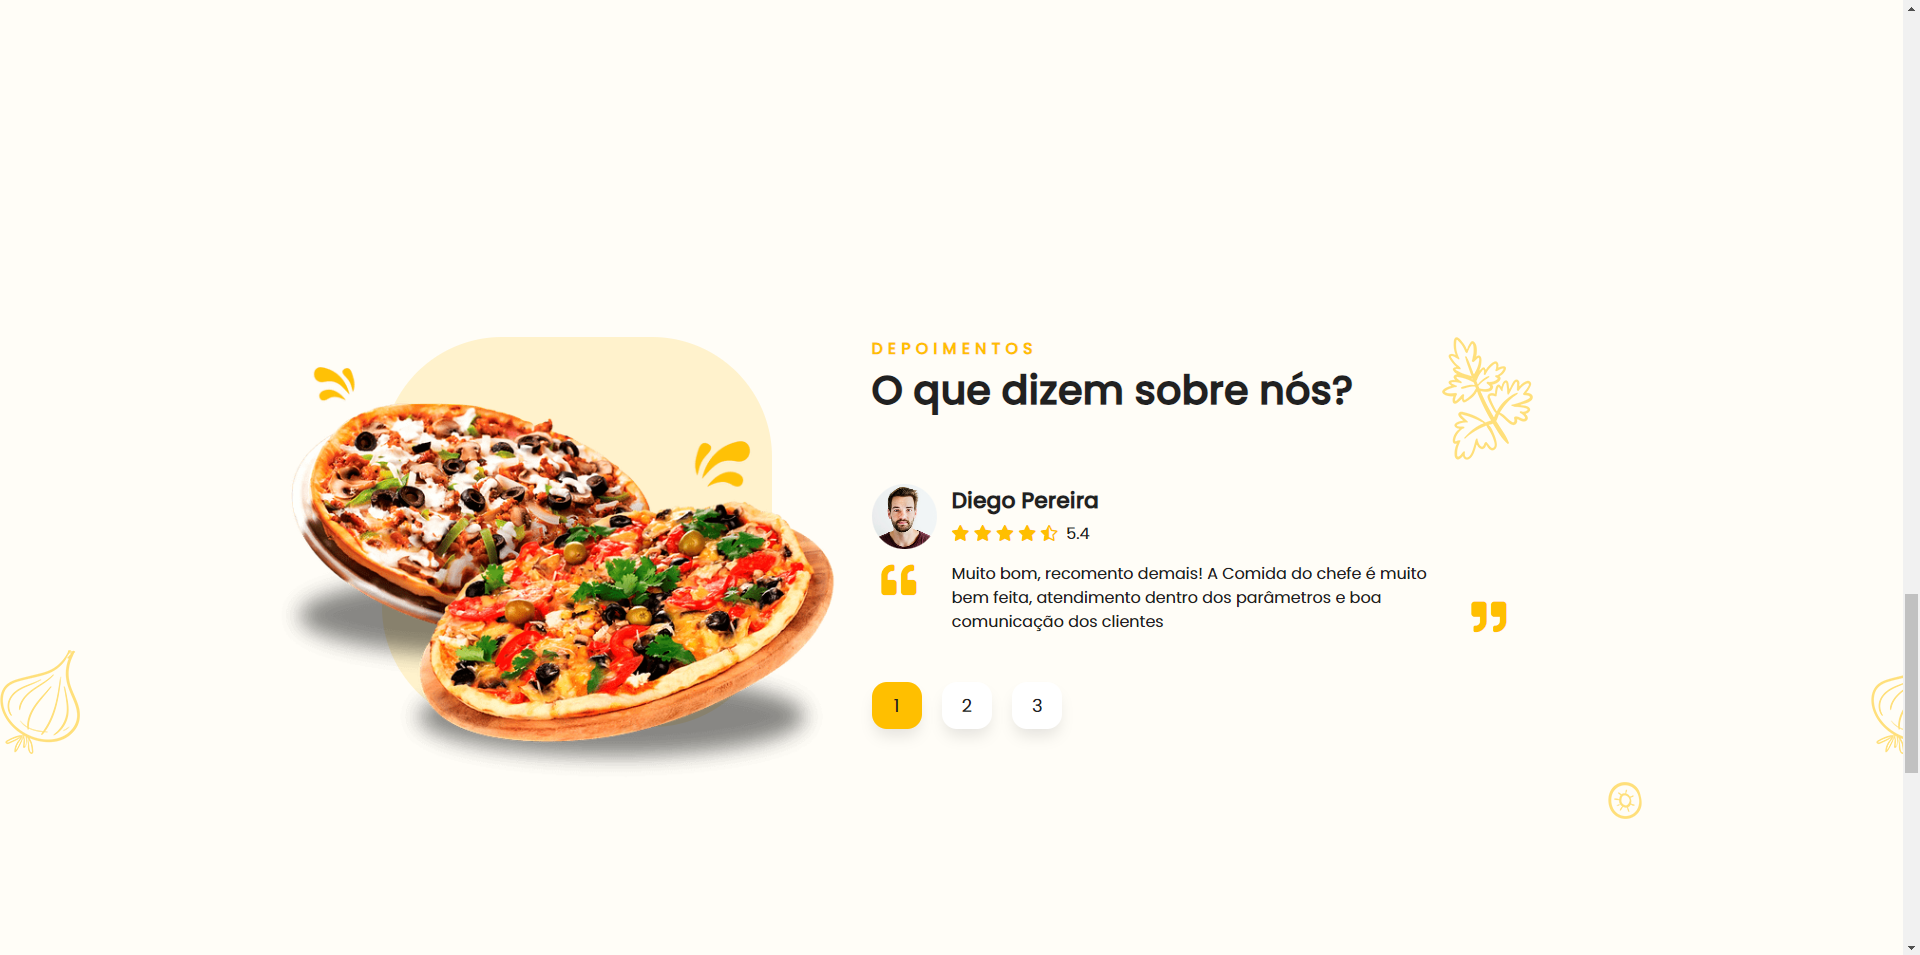 DEPOIMENTOS
O que dizem sobre nós?
Diego Pereira
5.4
Muito bom, recomento demais! A Comida do chefe é muito
bem feita, atendimento dentro dos parâmetros e boa
comunicação dos clientes
1 2 3